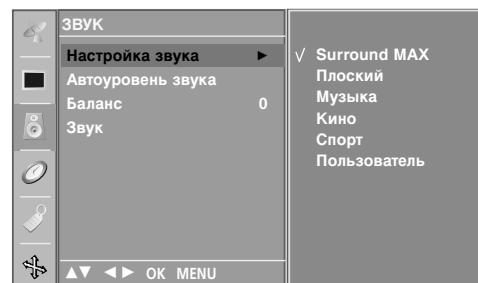 ЗВУК
Настройка звука ►
Автоуровень звука
Баланс 0
Звук
▲▼ ◄► OK MENU
√ Surround MAX
Плоский
Музыка
Кино
Спорт
Пользователь